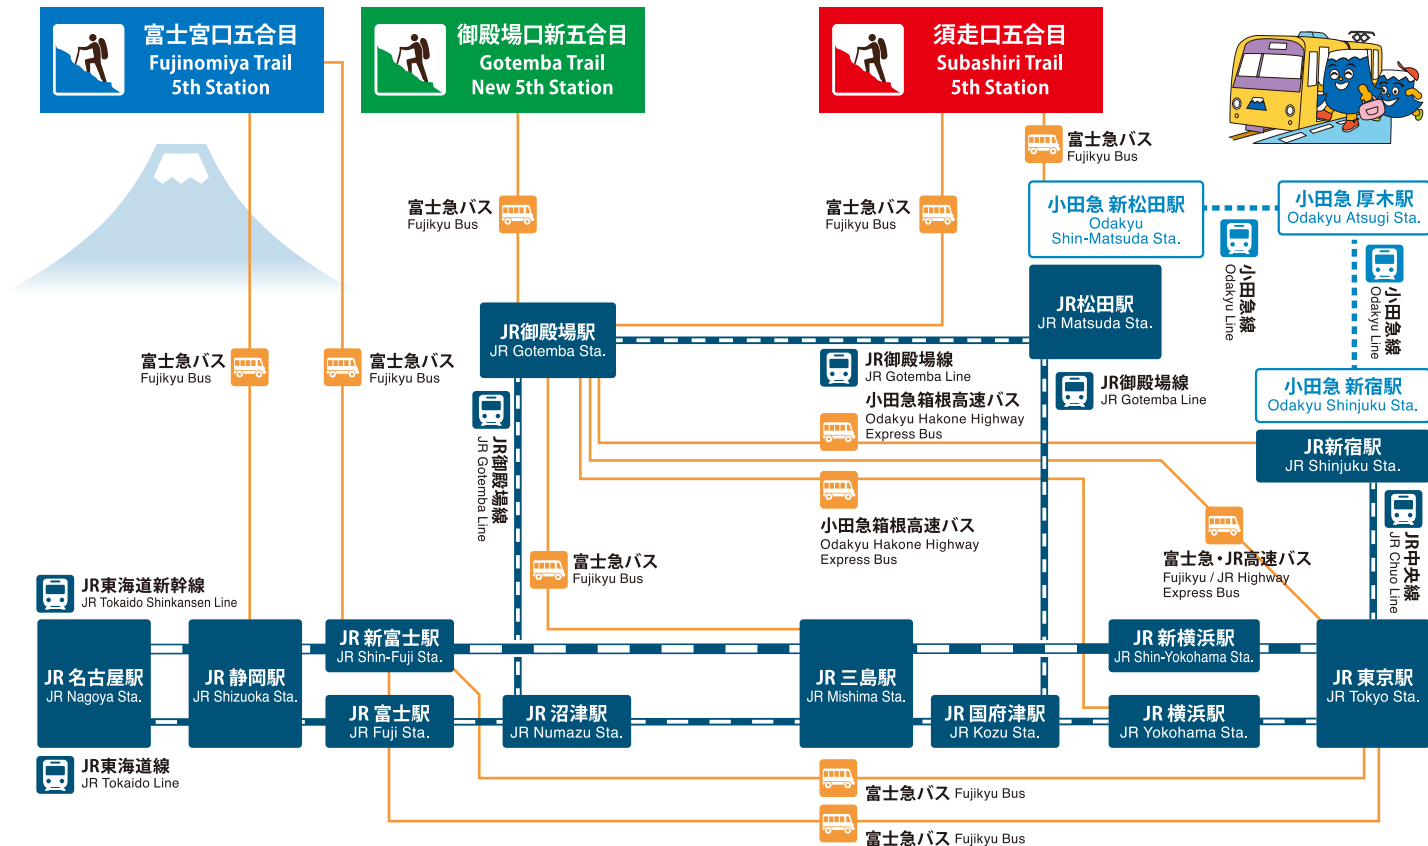 富士宮口五合目
Fujinomiya Trail
5th Station
御殿場口新五合目
Gotemba Trail
New 5th Station
須走口五合目
Subashiri Trail
5th Station
富士急バス
Fujikyu Bus
富士急バス
Fujikyu Bus
富士急バス
Fujikyu Bus
小田急 新松田駅
Odakyu
Shin-Matsuda Sta.
小田急 厚木駅
Odakyu Atsugi Sta.
小田急線
Odakyu Line
小田急線
Odakyu Line
JR御殿場駅
JR Gotemba Sta.
JR松田駅
JR Matsuda Sta.
富士急バス
Fujikyu Bus
富士急バス
Fujikyu Bus
JR御殿場線
JR Gotemba Line
JR御殿場線
JR Gotemba Line
小田急 新宿駅
Odakyu Shinjuku Sta.
小田急箱根高速バス
Odakyu Hakone Highway
Express Bus
JR御殿場線
JR Gotemba Line
JR新宿駅
JR Shinjuku Sta.
小田急箱根高速バス
Odakyu Hakone Highway
Express Bus
JR中央線
JR Chuo Line
富士急バス
Fujikyu Bus
富士急・JR高速バス
Fujikyu / JR Highway
Express Bus
JR東海道新幹線
JR Tokaido Shinkansen Line
JR 名古屋駅
JR Nagoya Sta.
JR 静岡駅
JR Shizuoka Sta.
JR 新富士駅
JR Shin-Fuji Sta.
JR 富士駅
JR Fuji Sta.
JR 沼津駅
JR Numazu Sta.
JR 三島駅
JR Mishima Sta.
JR 国府津駅
JR Kozu Sta.
JR 新横浜駅
JR Shin-Yokohama Sta.
JR 横浜駅
JR Yokohama Sta.
JR 東京駅
JR Tokyo Sta.
JR東海道線
JR Tokaido Line
富士急バス Fujikyu Bus
富士急バス Fujikyu Bus